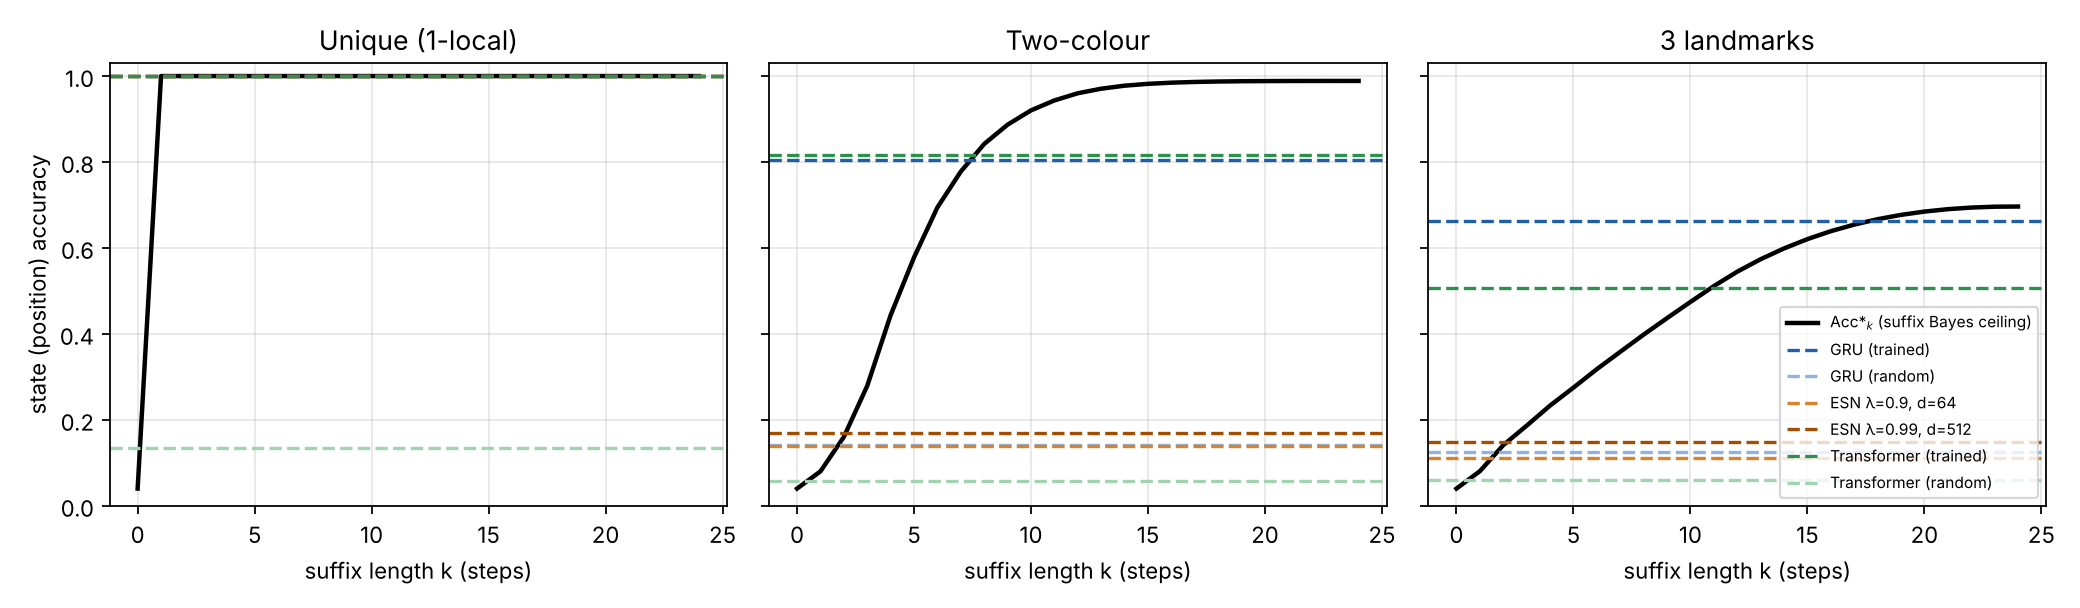 Unique (1-local)
Two-colour
3 landmarks
state (position) accuracy
1.0
0.8
0.6
0.4
0.2
0.0
0 5 10 15 20 25
0 5 10 15 20 25
0 5 10 15 20 25
suffix length k (steps)
suffix length k (steps)
suffix length k (steps)
Acc*k (suffix Bayes ceiling)
GRU (trained)
GRU (random)
ESN λ=0.9, d=64
ESN λ=0.99, d=512
Transformer (trained)
Transformer (random)